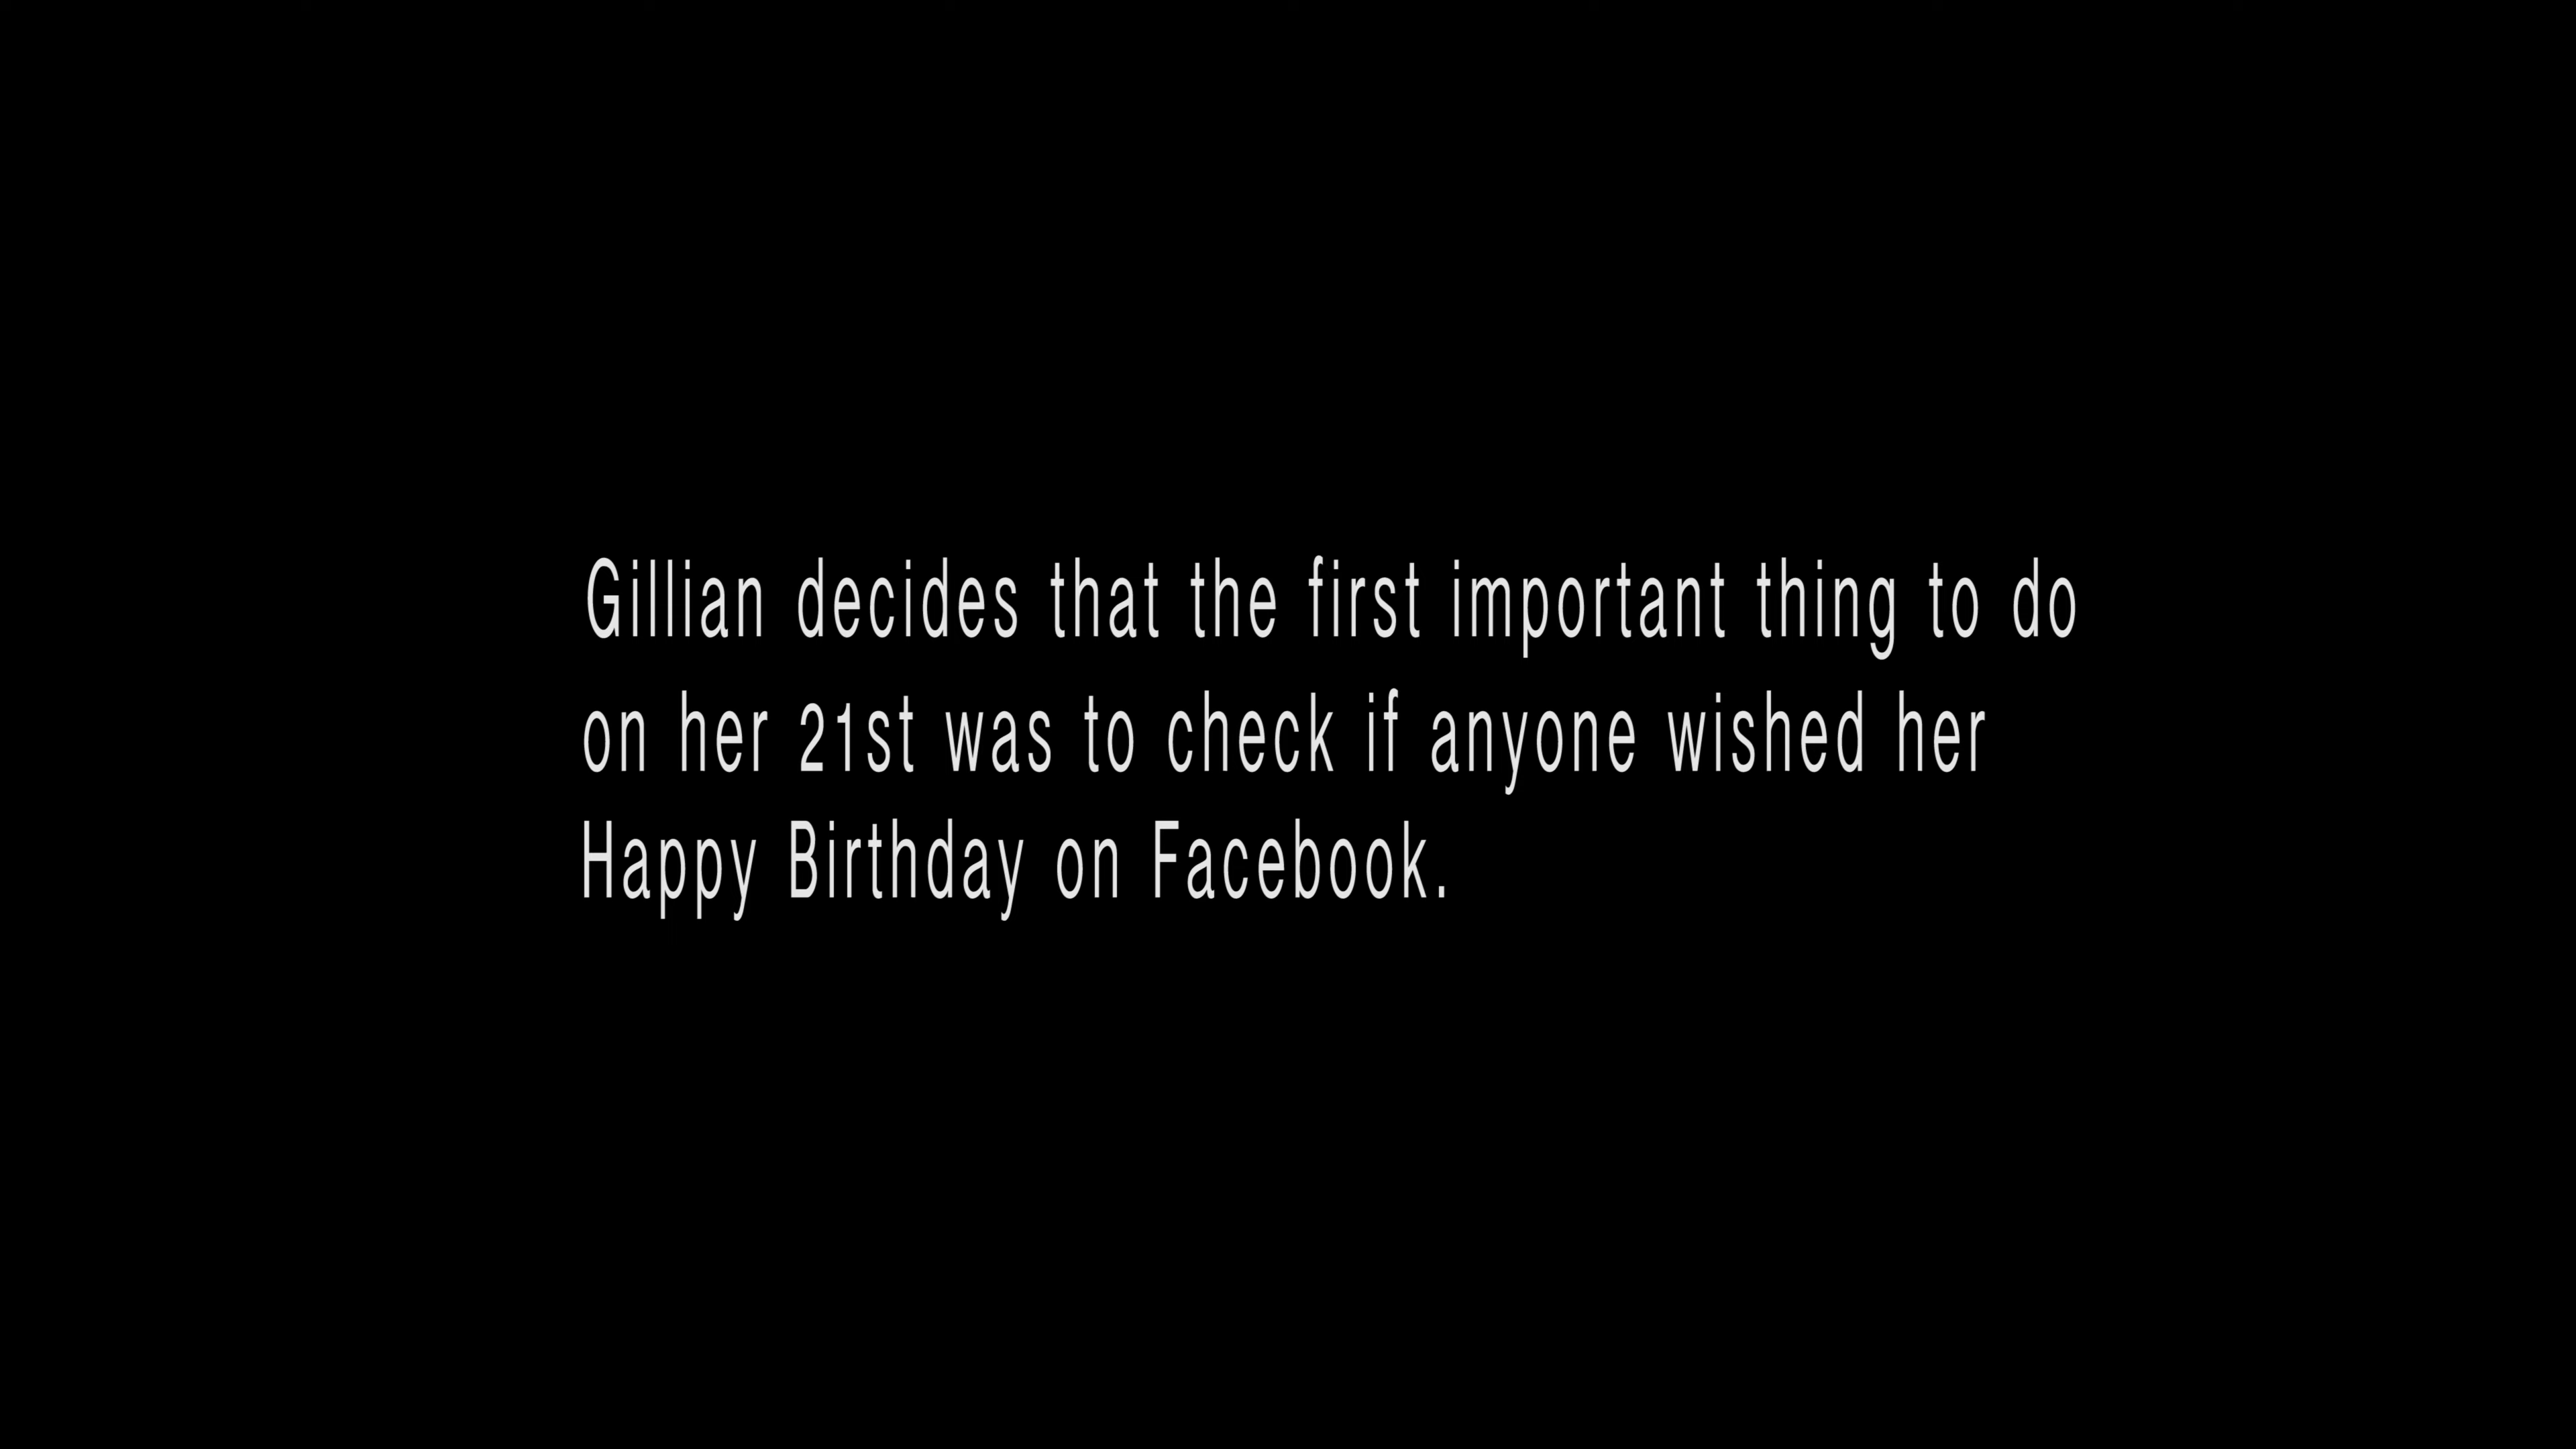 Gillian decides that the first important thing to do
on her 21st was to check if anyone wished her
Happy Birthday on Facebook.